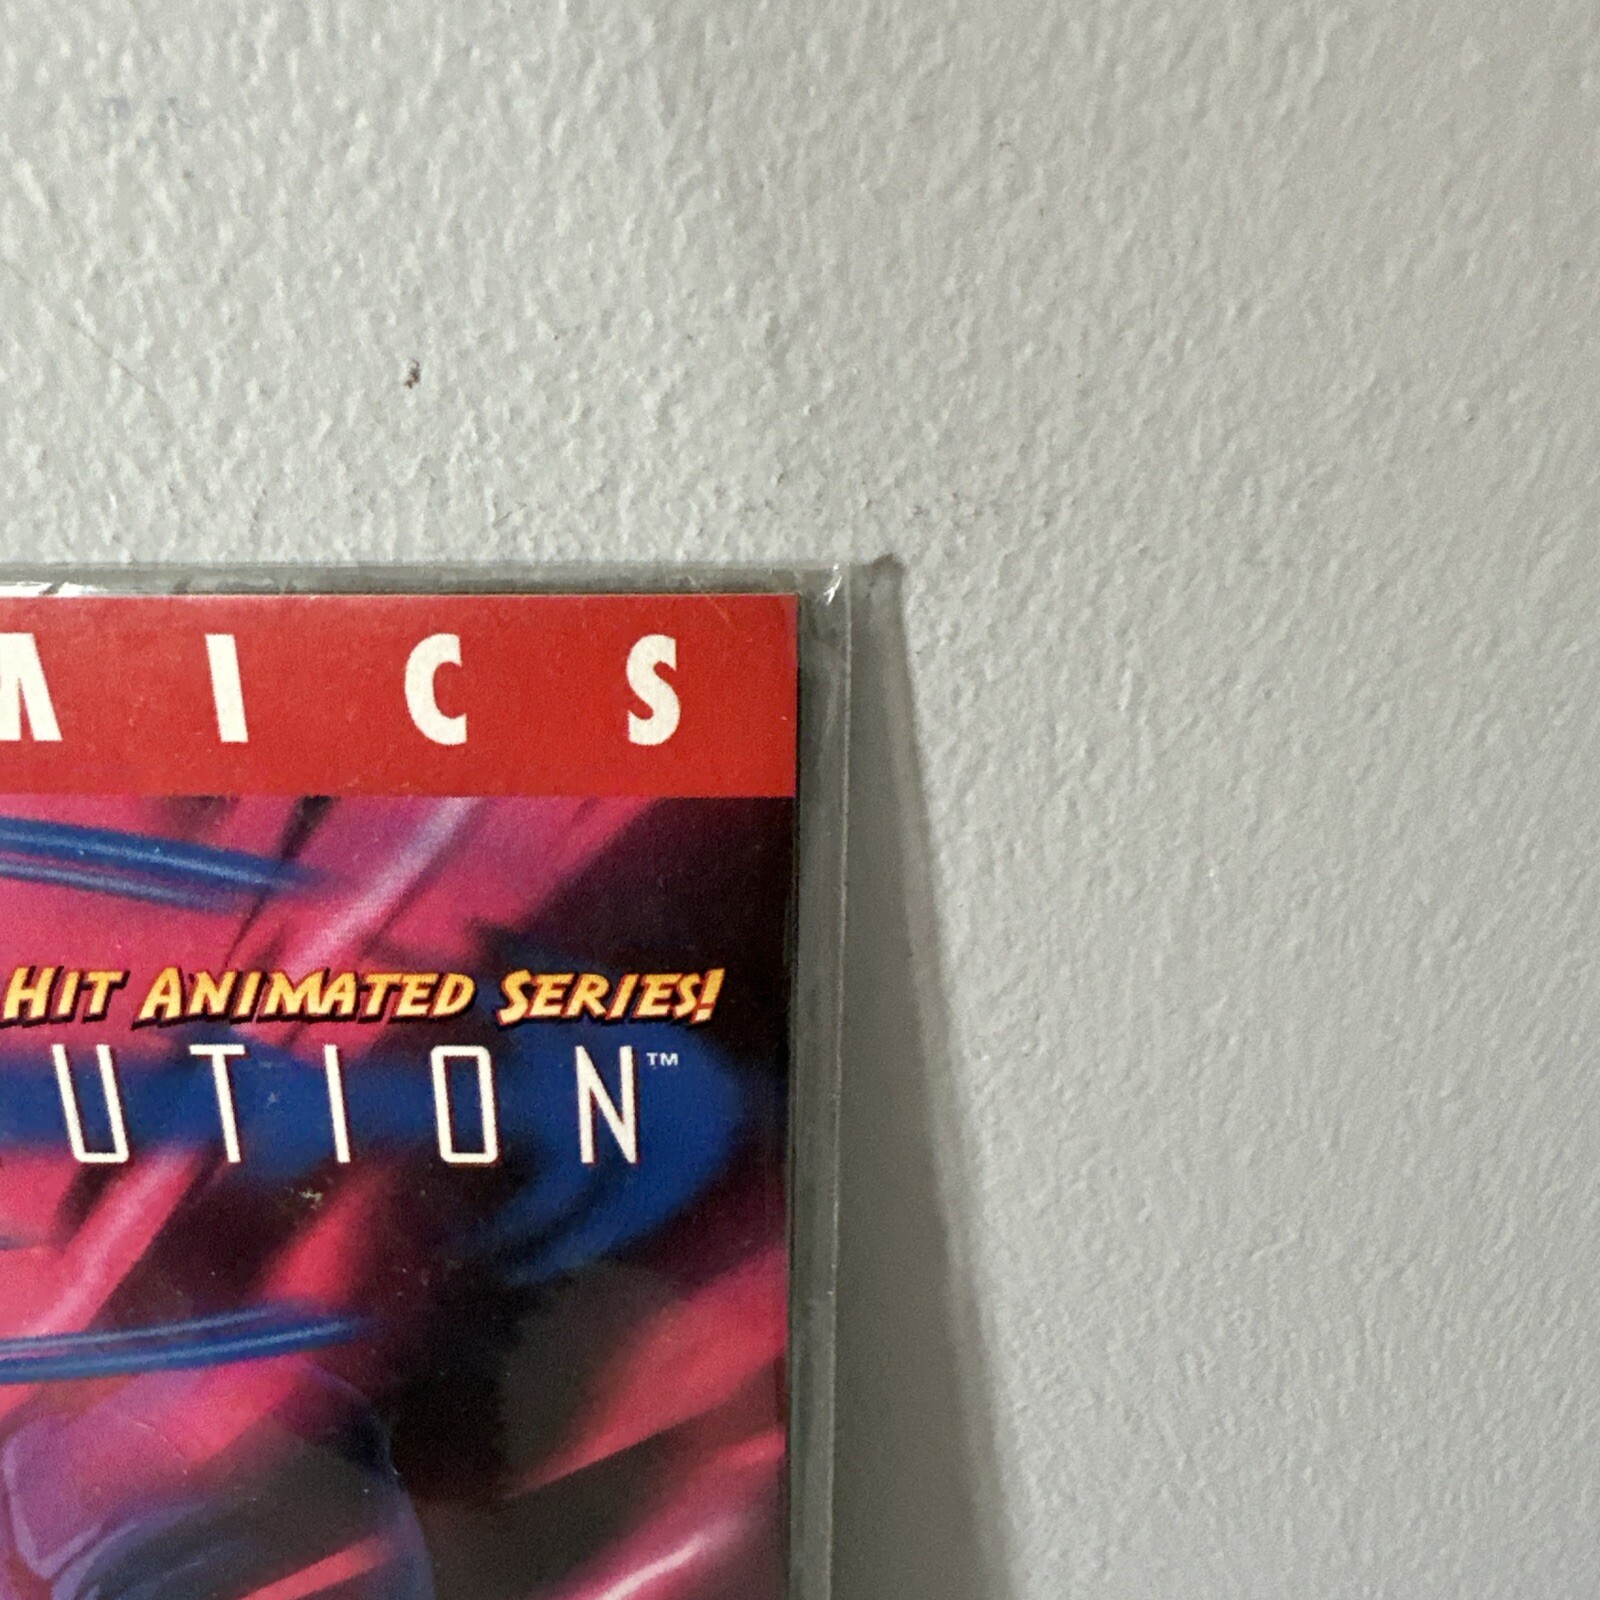 MICS
HIT ANIMATED SERIES!
UTION™